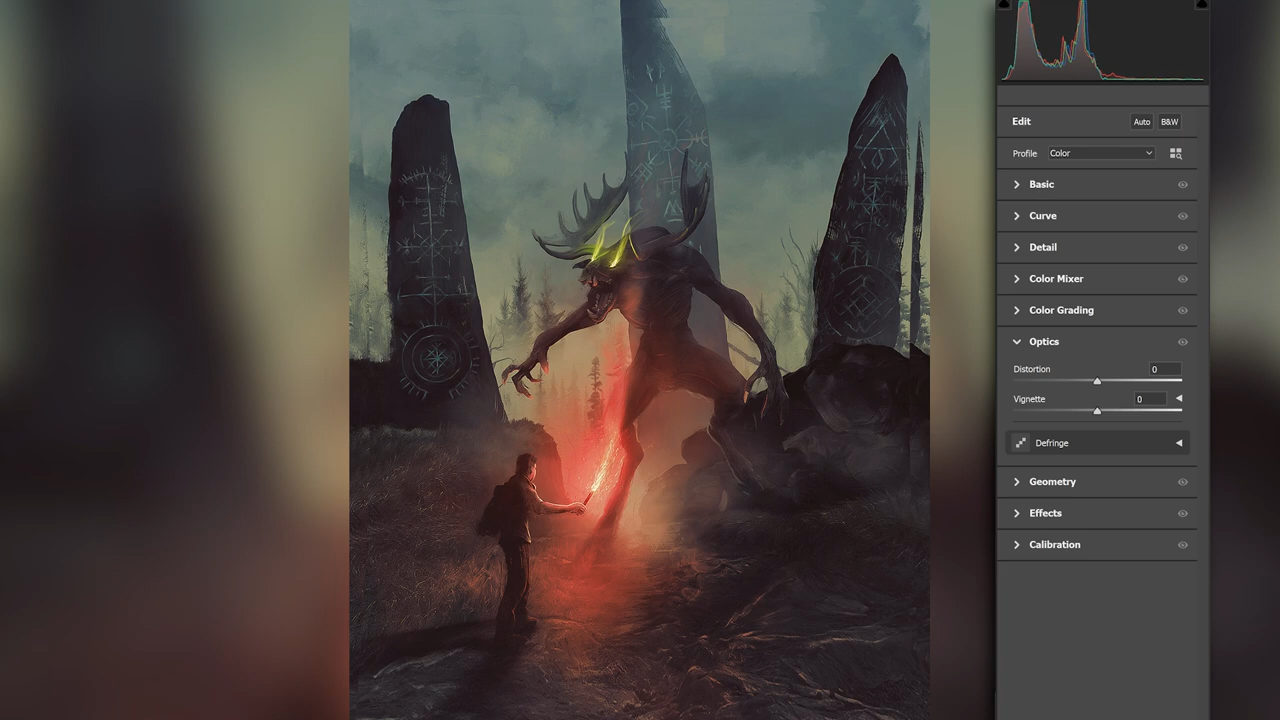 Edit Auto B&W
Profile Color
Basic
Curve
Detail
Color Mixer
Color Grading
Optics
Distortion 0
Vignette 0
Defringe
Geometry
Effects
Calibration